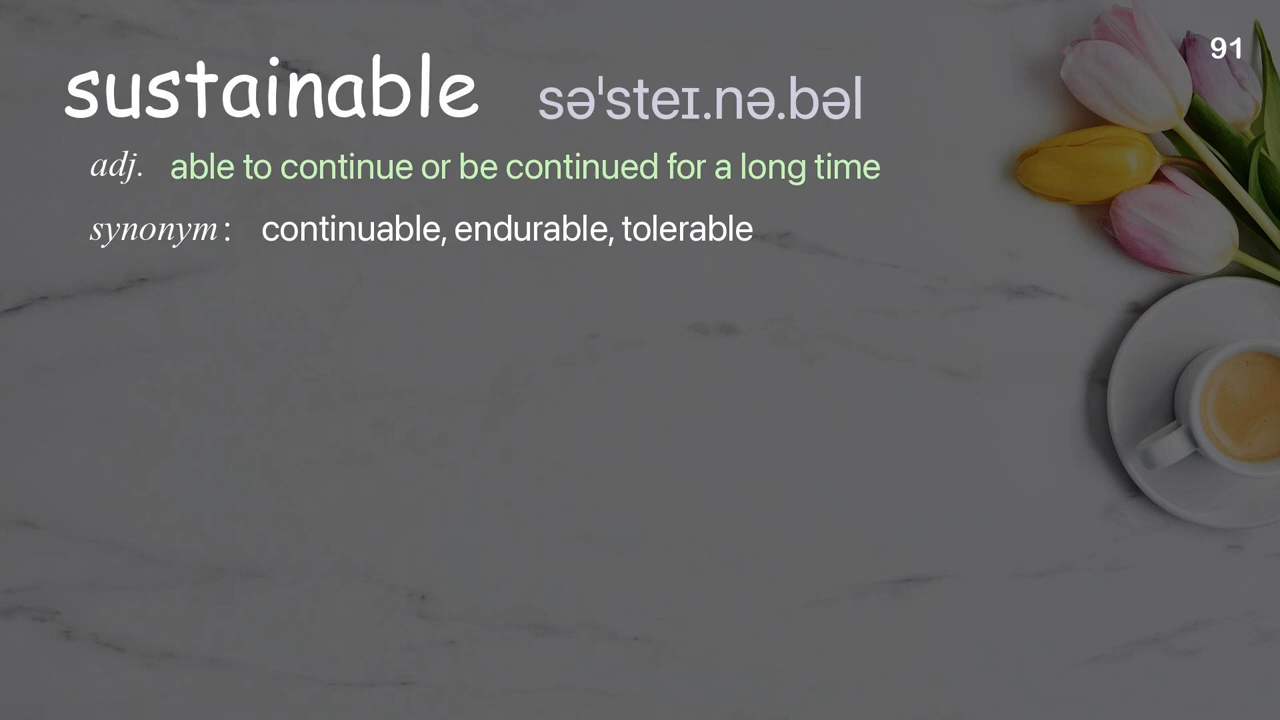 91
sustainable səˈsteɪ.nə.bəl
adj. able to continue or be continued for a long time
synonym : continuable, endurable, tolerable